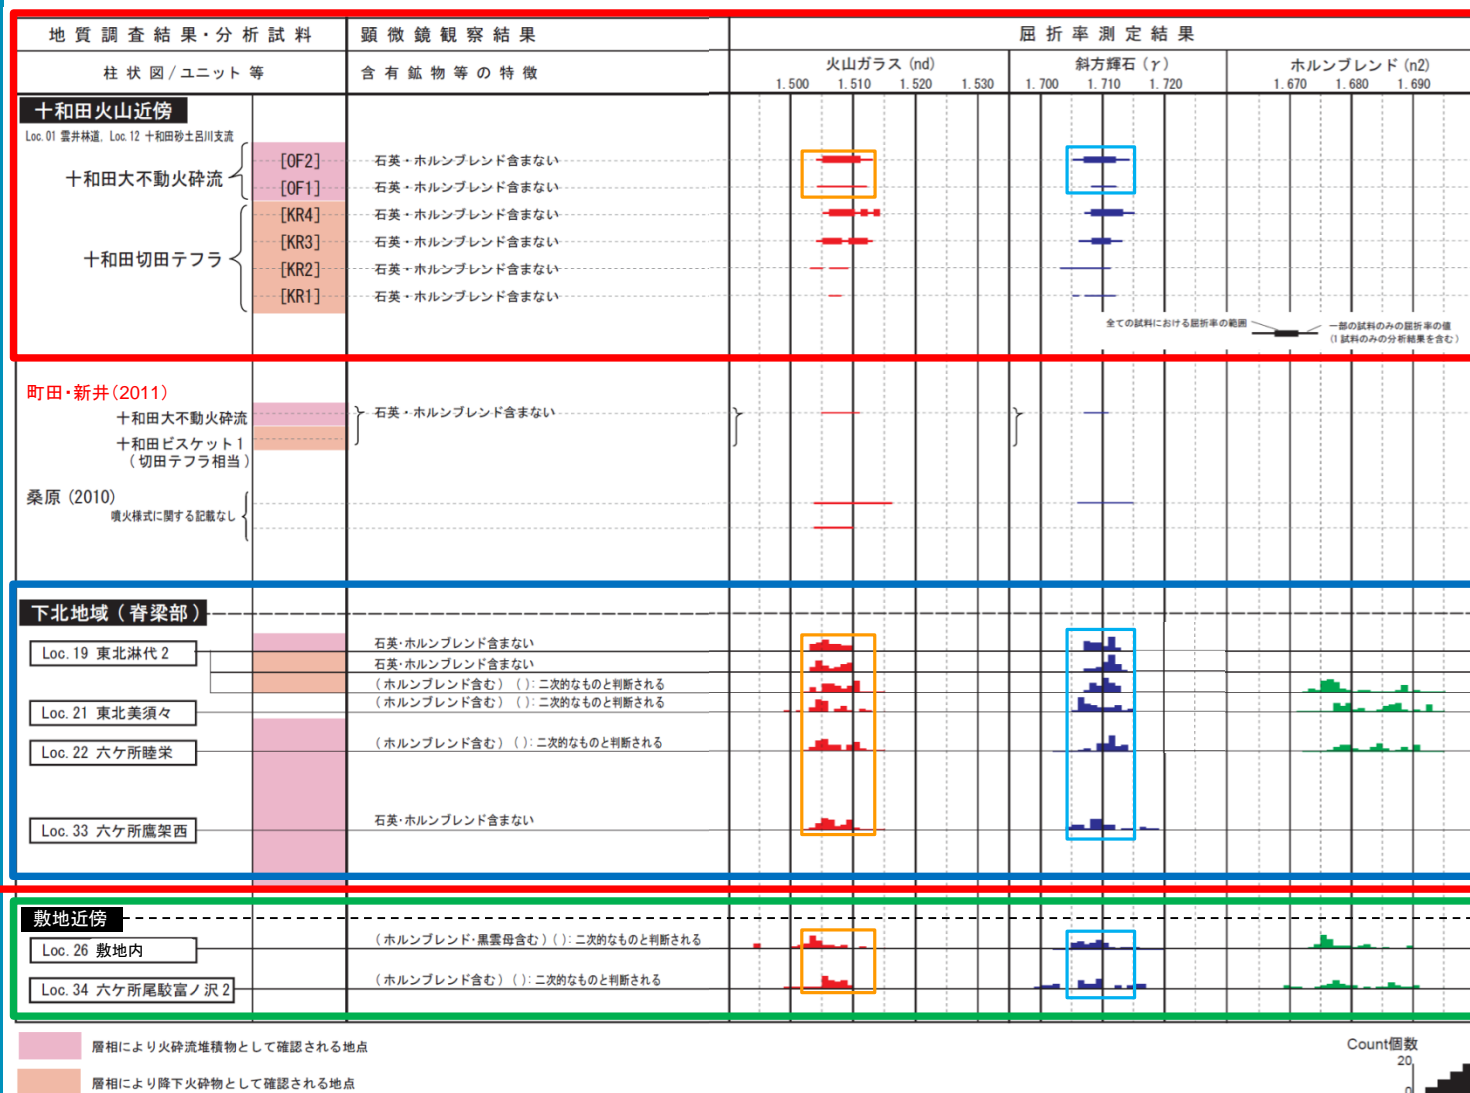 地質調査結果・分析試料 顕微鏡観察結果 屈折率測定結果
柱状図/ユニット等 含有鉱物等の特徴 火山ガラス (nd) 斜方輝石 (γ) ホルンブレンド (n2)
1.500 1.510 1.520 1.530 1.700 1.710 1.720 1.670 1.680 1.690
十和田火山近傍
Loc. 01 雲井林道, Loc. 12 十和田砂土呂川支流
十和田大不動火砕流
[OF2] 石英・ホルンブレンド含まない
[OF1] 石英・ホルンブレンド含まない
十和田切田テフラ
[KR4] 石英・ホルンブレンド含まない
[KR3] 石英・ホルンブレンド含まない
[KR2] 石英・ホルンブレンド含まない
[KR1] 石英・ホルンブレンド含まない
全ての試料における屈折率の範囲
一部の試料のみの屈折率の値
(1試料のみの分析結果を含む)
町田・新井(2011)
十和田大不動火砕流 石英・ホルンブレンド含まない
十和田ビスケット1
(切田テフラ相当)
桑原 (2010)
噴火様式に関する記載なし
下北地域(脊梁部)
Loc. 19 東北淋代2 石英・ホルンブレンド含まない
石英・ホルンブレンド含まない
(ホルンブレンド含む) ( ):二次的なものと判断される
Loc. 21 東北美須々 (ホルンブレンド含む) ( ):二次的なものと判断される
Loc. 22 六ケ所睦栄 (ホルンブレンド含む) ( ):二次的なものと判断される
Loc. 33 六ケ所鷹架西 石英・ホルンブレンド含まない
敷地近傍
Loc. 26 敷地内 (ホルンブレンド・黒雲母含む) ( ):二次的なものと判断される
Loc. 34 六ケ所尾駮富ノ沢2 (ホルンブレンド含む) ( ):二次的なものと判断される
層相により火砕流堆積物として確認される地点
層相により降下火砕物として確認される地点
Count個数
20
0